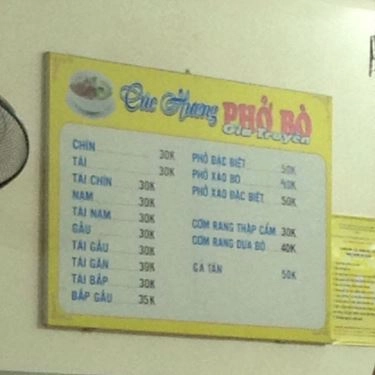 Cúc Hương PHỞ BÒ
Gia Truyền
CHÍN 30K
TÁI 30K
TÁI CHÍN 30K
NẠM 30K
TÁI NẠM 30K
GẦU 30K
TÁI GẦU 30K
TÁI GÂN 30K
TÁI BẮP 30K
BẮP GẦU 35K
PHỞ ĐẶC BIỆT 50K
PHỞ XÀO BÒ 40K
PHỞ XÀO ĐẶC BIỆT 50K
CƠM RANG THẬP CẨM 30K
CƠM RANG DƯA BÒ 40K
GÀ TẦN 50K